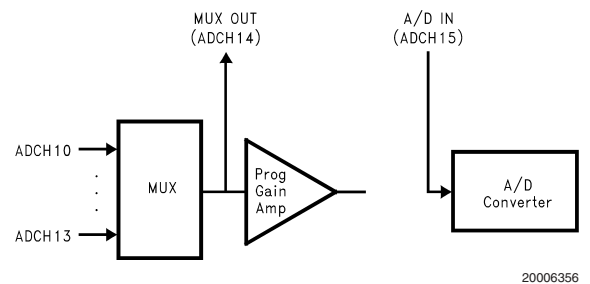 MUX OUT
(ADCH14)
A/D IN
(ADCH15)
ADCH10
.
.
.
ADCH13
MUX
Prog
Gain
Amp
A/D
Converter
20006356